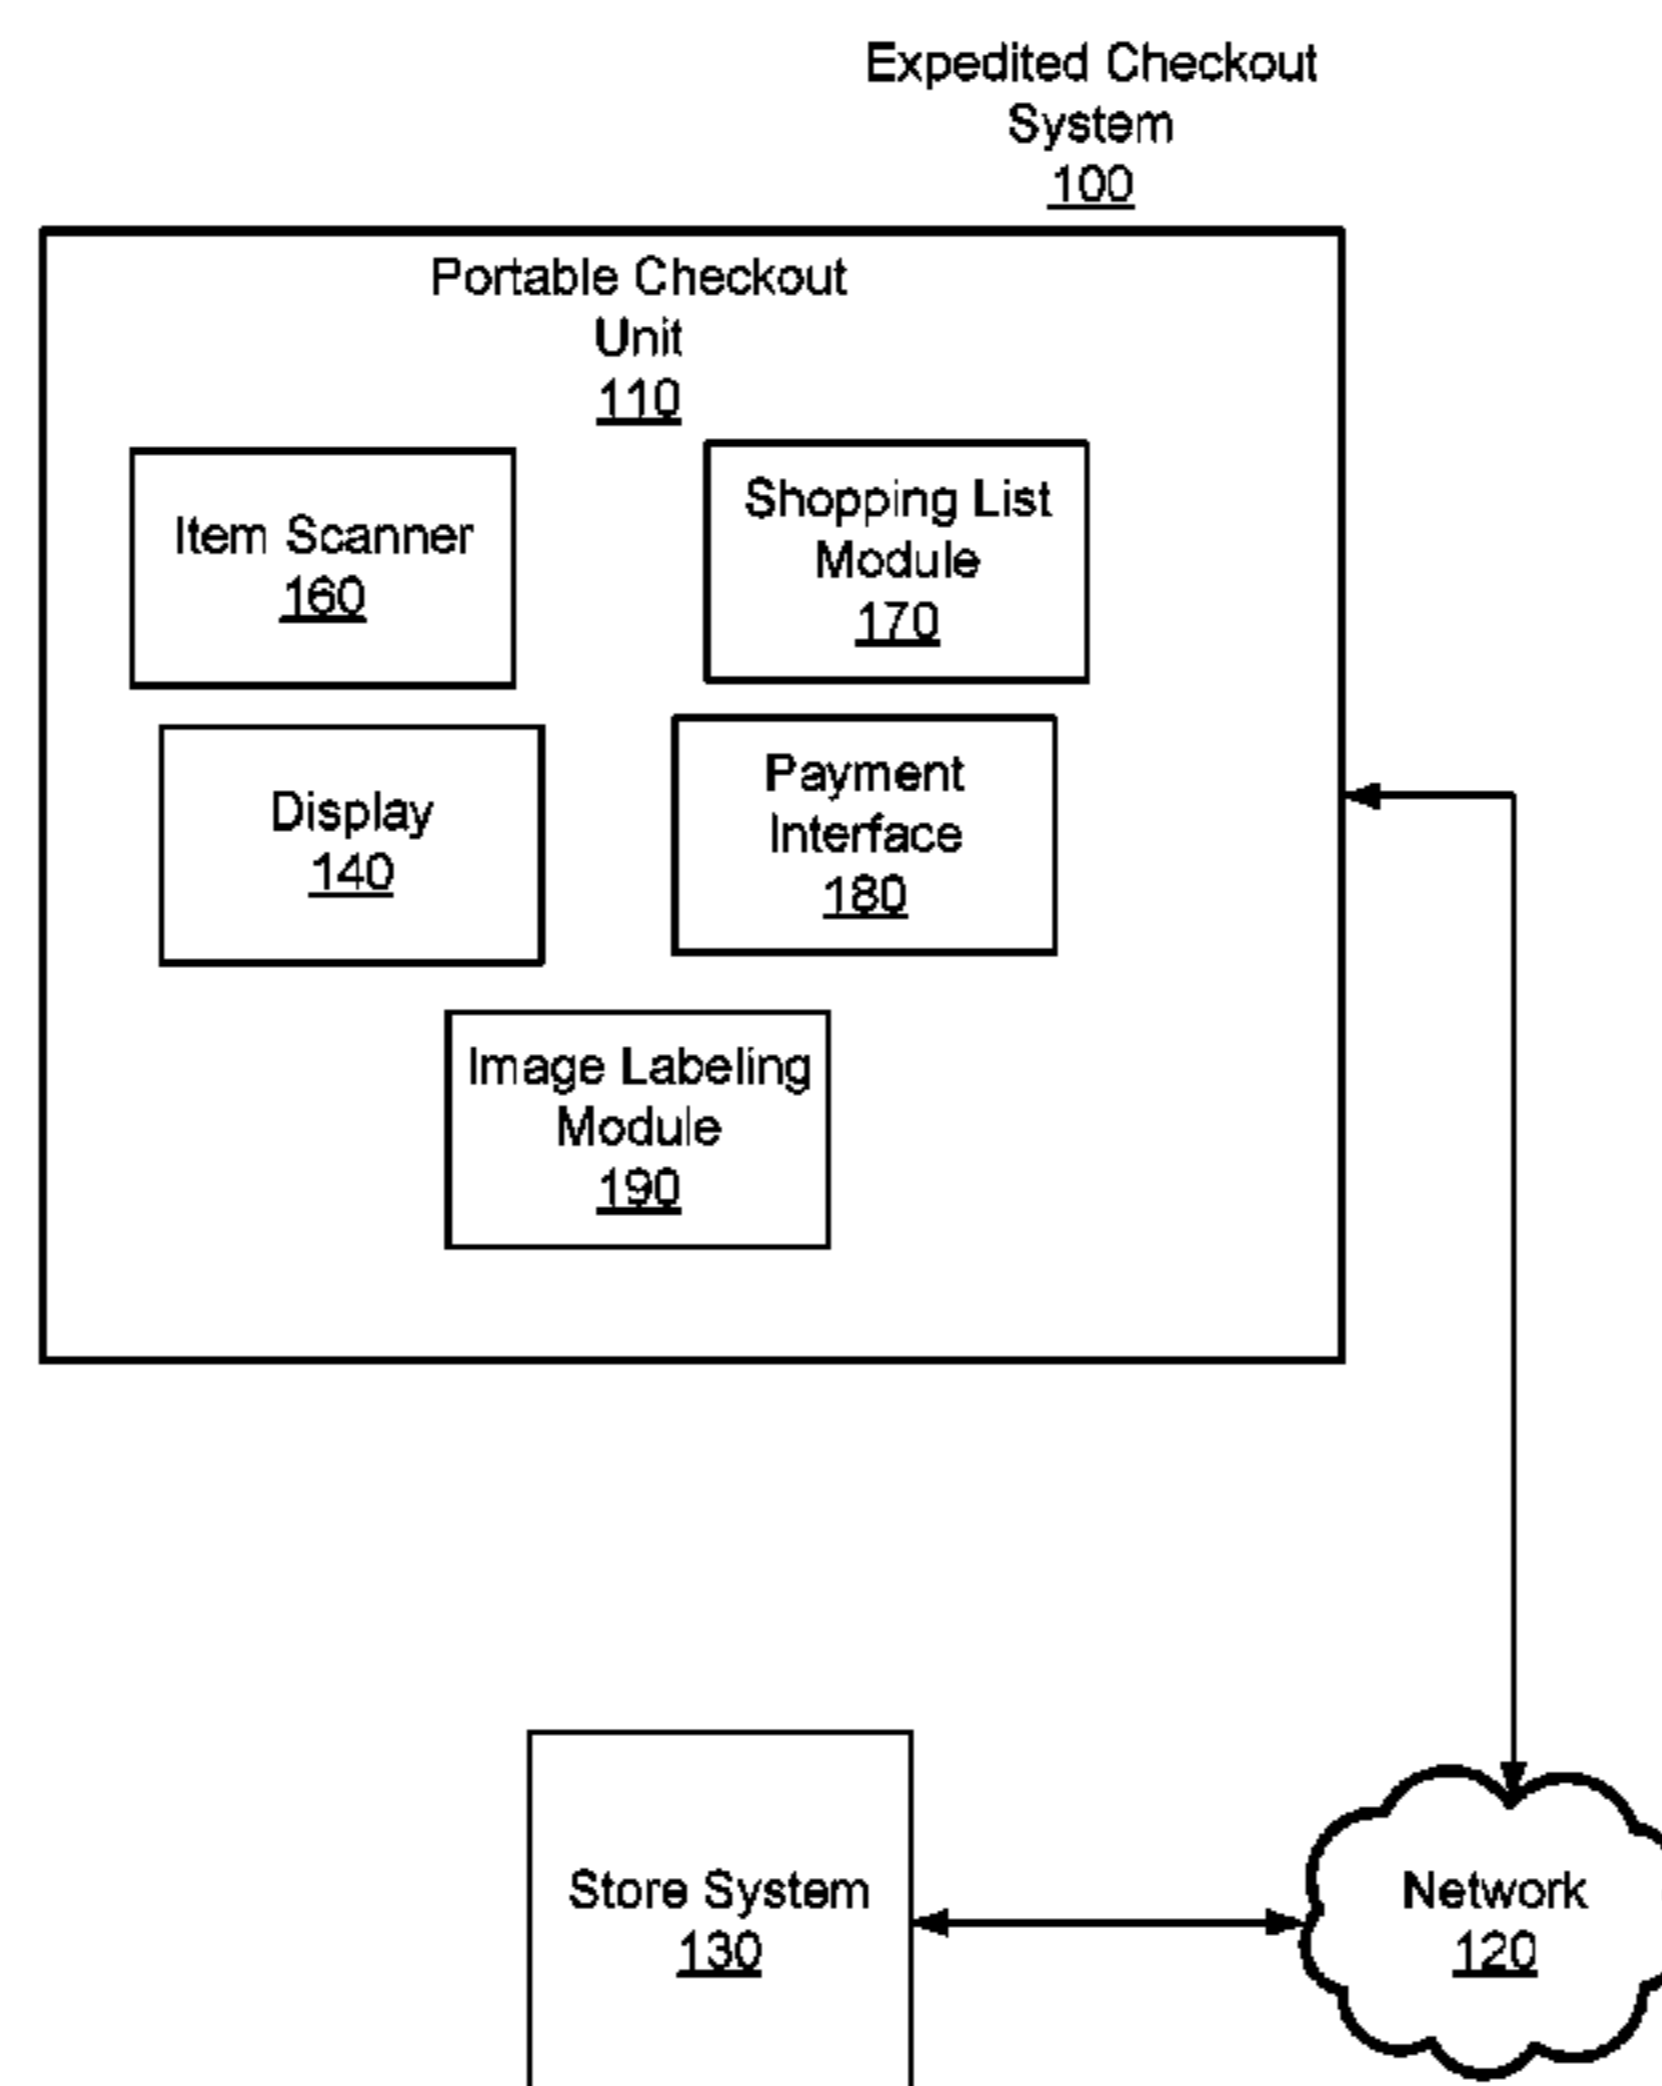 Expedited Checkout
System
100
Portable Checkout
Unit
110
Item Scanner
160
Shopping List
Module
170
Display
140
Payment
Interface
180
Image Labeling
Module
190
Store System
130
Network
120